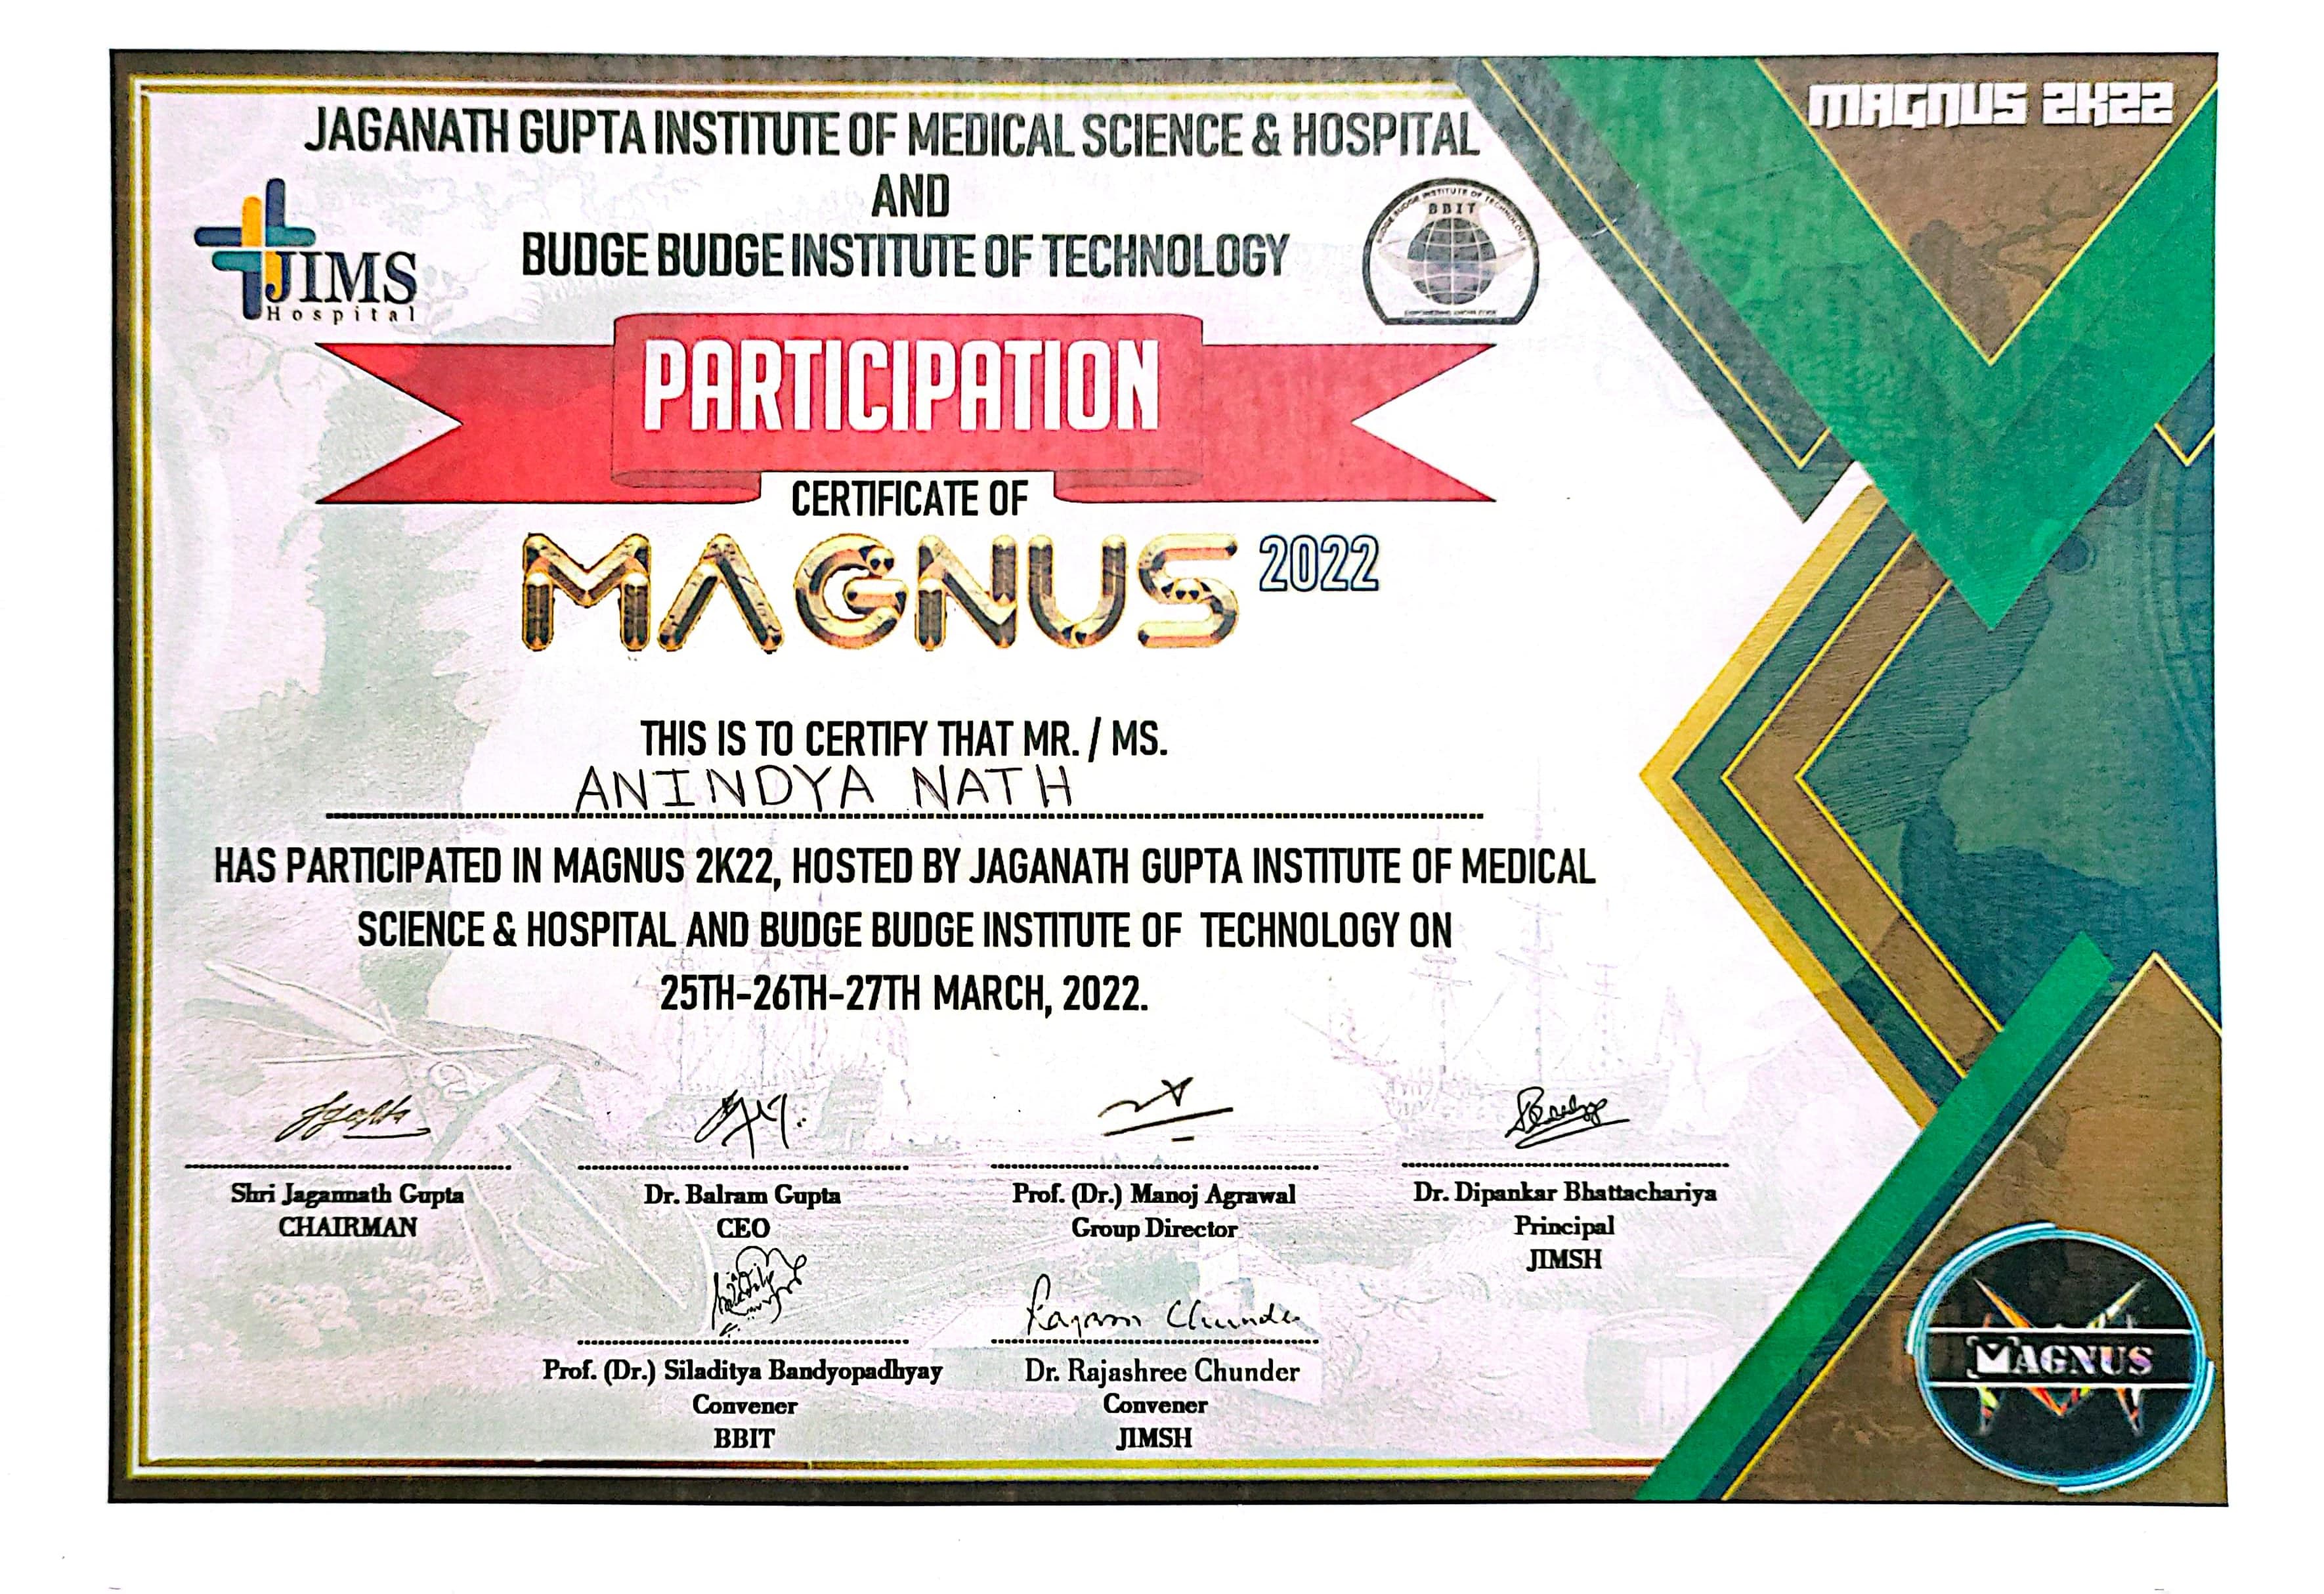 MAGNUS 2K22
JAGANATH GUPTA INSTITUTE OF MEDICAL SCIENCE & HOSPITAL
AND
BUDGE BUDGE INSTITUTE OF TECHNOLOGY
JIMS
Hospital
BUDGE BUDGE INSTITUTE OF TECHNOLOGY
BBIT
PARTICIPATION
CERTIFICATE OF
MAGNUS 2022
THIS IS TO CERTIFY THAT MR. / MS.
ANINDYA NATH
HAS PARTICIPATED IN MAGNUS 2K22, HOSTED BY JAGANATH GUPTA INSTITUTE OF MEDICAL
SCIENCE & HOSPITAL AND BUDGE BUDGE INSTITUTE OF TECHNOLOGY ON
25TH-26TH-27TH MARCH, 2022.
Shri Jagannath Gupta
CHAIRMAN
Dr. Balram Gupta
CEO
Prof. (Dr.) Manoj Agrawal
Group Director
Dr. Dipankar Bhattachariya
Principal
JIMSH
Prof. (Dr.) Siladitya Bandyopadhyay
Convener
BBIT
Chunder
Dr. Rajashree Chunder
Convener
JIMSH
MAGNUS